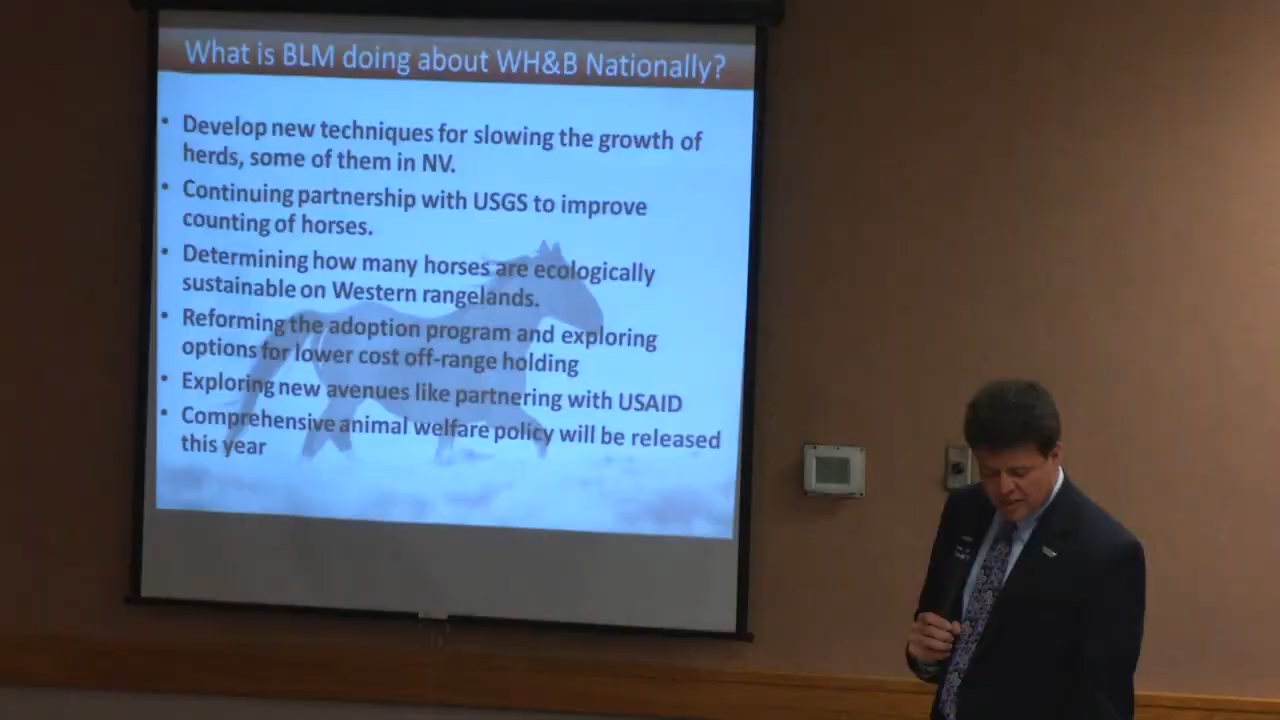 What is BLM doing about WH&B Nationally?
• Develop new techniques for slowing the growth of
herds, some of them in NV.
• Continuing partnership with USGS to improve
counting of horses.
• Determining how many horses are ecologically
sustainable on Western rangelands.
• Reforming the adoption program and exploring
options for lower cost off-range holding
• Exploring new avenues like partnering with USAID
• Comprehensive animal welfare policy will be released
this year